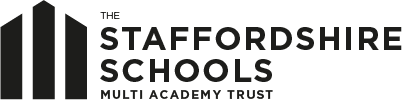 THE
STAFFORDSHIRE
SCHOOLS
MULTI ACADEMY TRUST